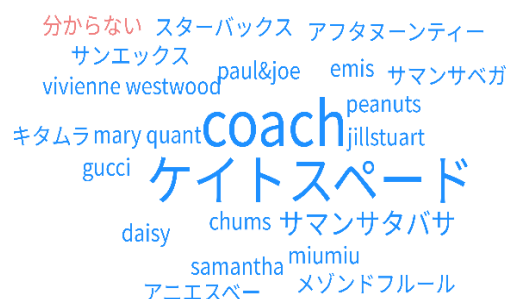 分からない スターバックス アフタヌーンティー
サンエックス
paul&joe emis サマンサベガ
vivienne westwood
peanuts
coach
キタムラ mary quant jillstuart
gucci ケイトスペード
daisy chums サマンサタバサ
samantha miumiu
アニエスベー メゾンドフルール